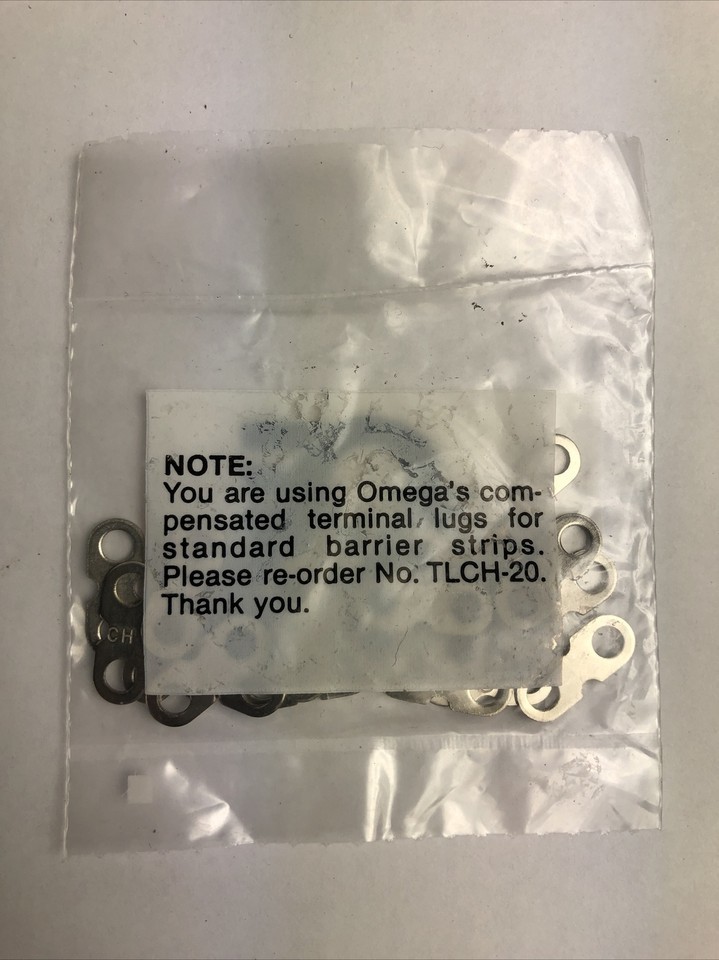 NOTE:
You are using Omega's com-
pensated terminal lugs for
standard barrier strips.
Please re-order No. TLCH-20.
Thank you.
CH